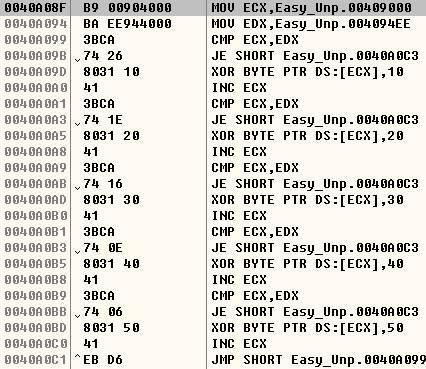 0040A08F B9 00904000 MOV ECX,Easy_Unp.00409000
0040A094 BA EE944000 MOV EDX,Easy_Unp.004094EE
0040A099 3BCA CMP ECX,EDX
0040A09B 74 26 JE SHORT Easy_Unp.0040A0C3
0040A09D 8031 10 XOR BYTE PTR DS:[ECX],10
0040A0A0 41 INC ECX
0040A0A1 3BCA CMP ECX,EDX
0040A0A3 74 1E JE SHORT Easy_Unp.0040A0C3
0040A0A5 8031 20 XOR BYTE PTR DS:[ECX],20
0040A0A8 41 INC ECX
0040A0A9 3BCA CMP ECX,EDX
0040A0AB 74 16 JE SHORT Easy_Unp.0040A0C3
0040A0AD 8031 30 XOR BYTE PTR DS:[ECX],30
0040A0B0 41 INC ECX
0040A0B1 3BCA CMP ECX,EDX
0040A0B3 74 0E JE SHORT Easy_Unp.0040A0C3
0040A0B5 8031 40 XOR BYTE PTR DS:[ECX],40
0040A0B8 41 INC ECX
0040A0B9 3BCA CMP ECX,EDX
0040A0BB 74 06 JE SHORT Easy_Unp.0040A0C3
0040A0BD 8031 50 XOR BYTE PTR DS:[ECX],50
0040A0C0 41 INC ECX
0040A0C1 EB D6 JMP SHORT Easy_Unp.0040A099